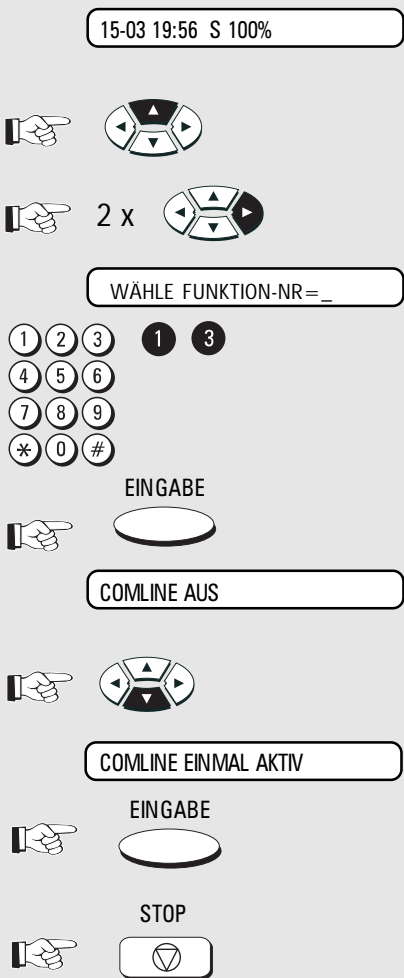 15-03 19:56 S 100%
2 x
WÄHLE FUNKTION-NR=_
1 2 3 1 3
4 5 6
7 8 9
* 0 #
EINGABE
COMLINE AUS
COMLINE EINMAL AKTIV
EINGABE
STOP